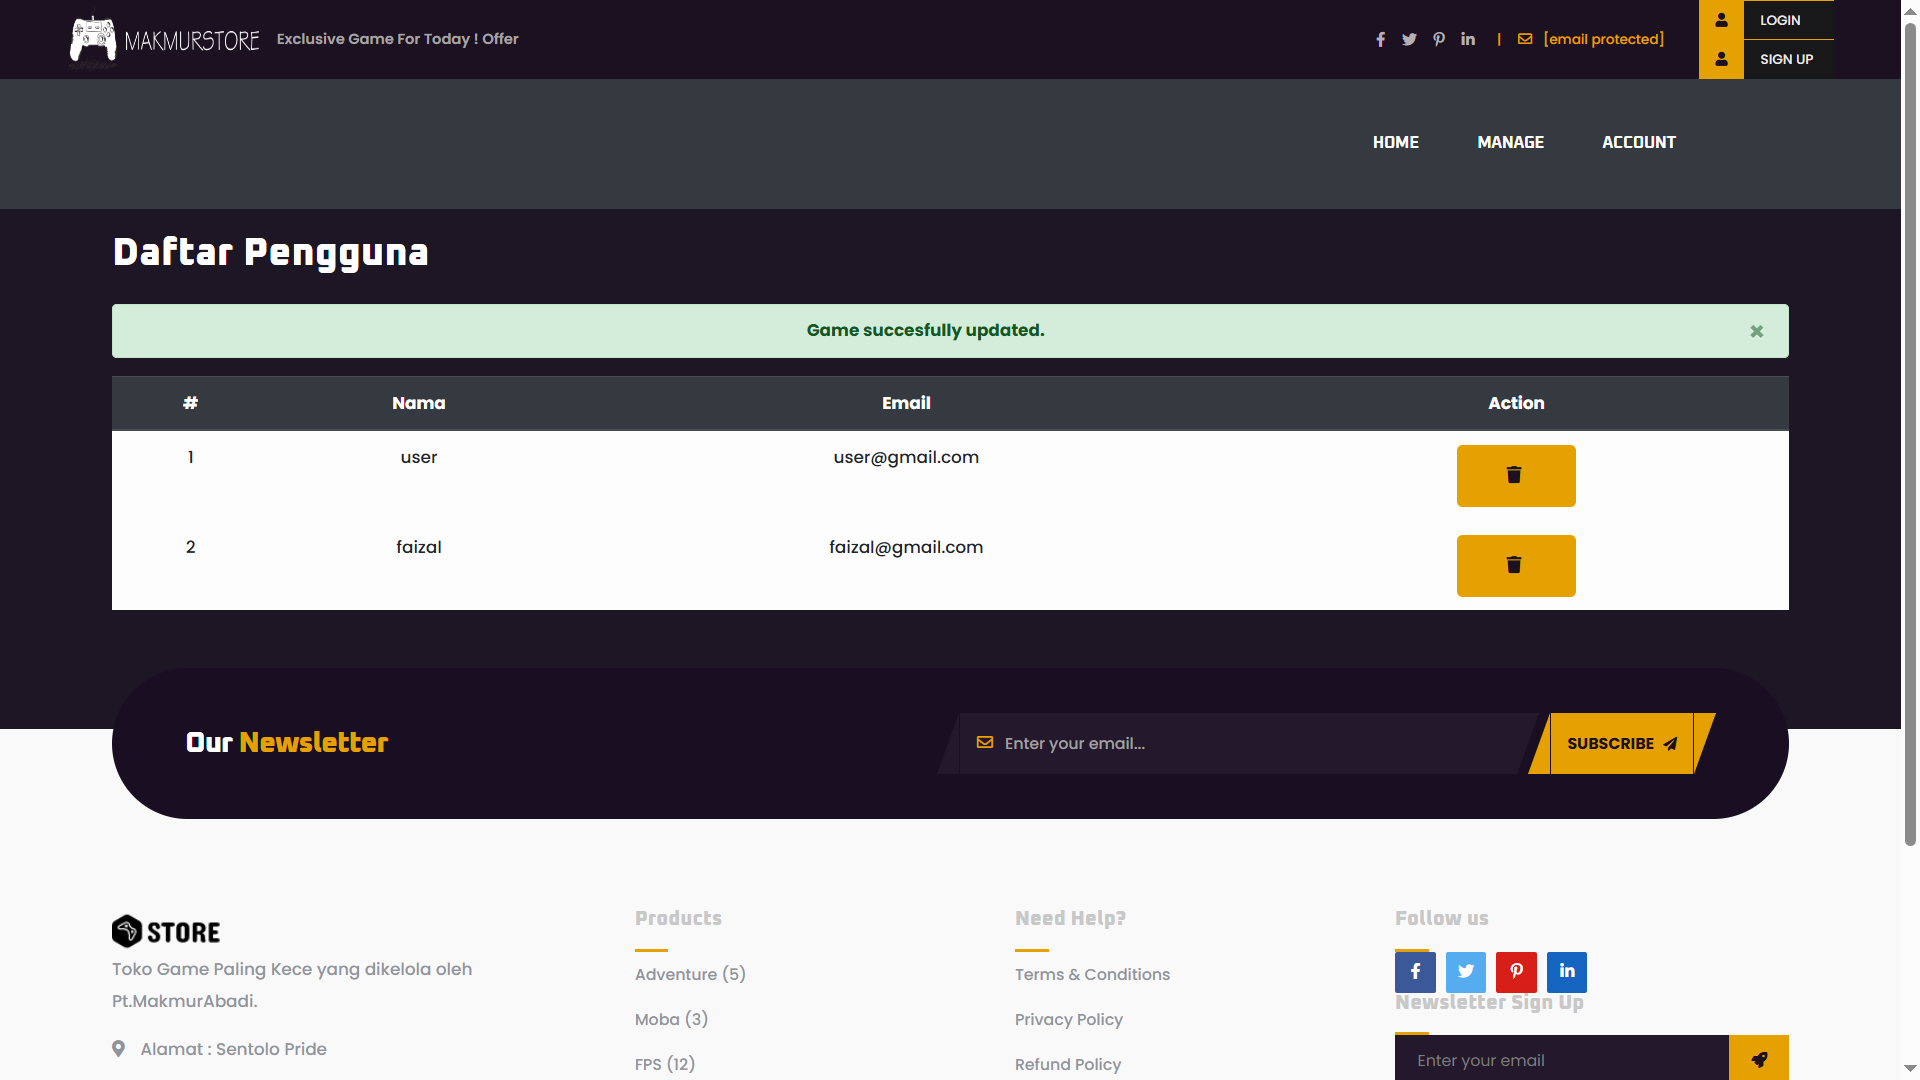 MAKMURSTORE
Exclusive Game For Today ! Offer
| [email protected]
LOGIN
SIGN UP
HOME
MANAGE
ACCOUNT
Daftar Pengguna
Game succesfully updated.
×
# Nama Email Action
1 user user@gmail.com
2 faizal faizal@gmail.com
Our Newsletter
Enter your email...
SUBSCRIBE
STORE
Toko Game Paling Kece yang dikelola oleh
Pt.MakmurAbadi.
Alamat : Sentolo Pride
Products
Adventure (5)
Moba (3)
FPS (12)
Need Help?
Terms & Conditions
Privacy Policy
Refund Policy
Follow us
Newsletter Sign Up
Enter your email